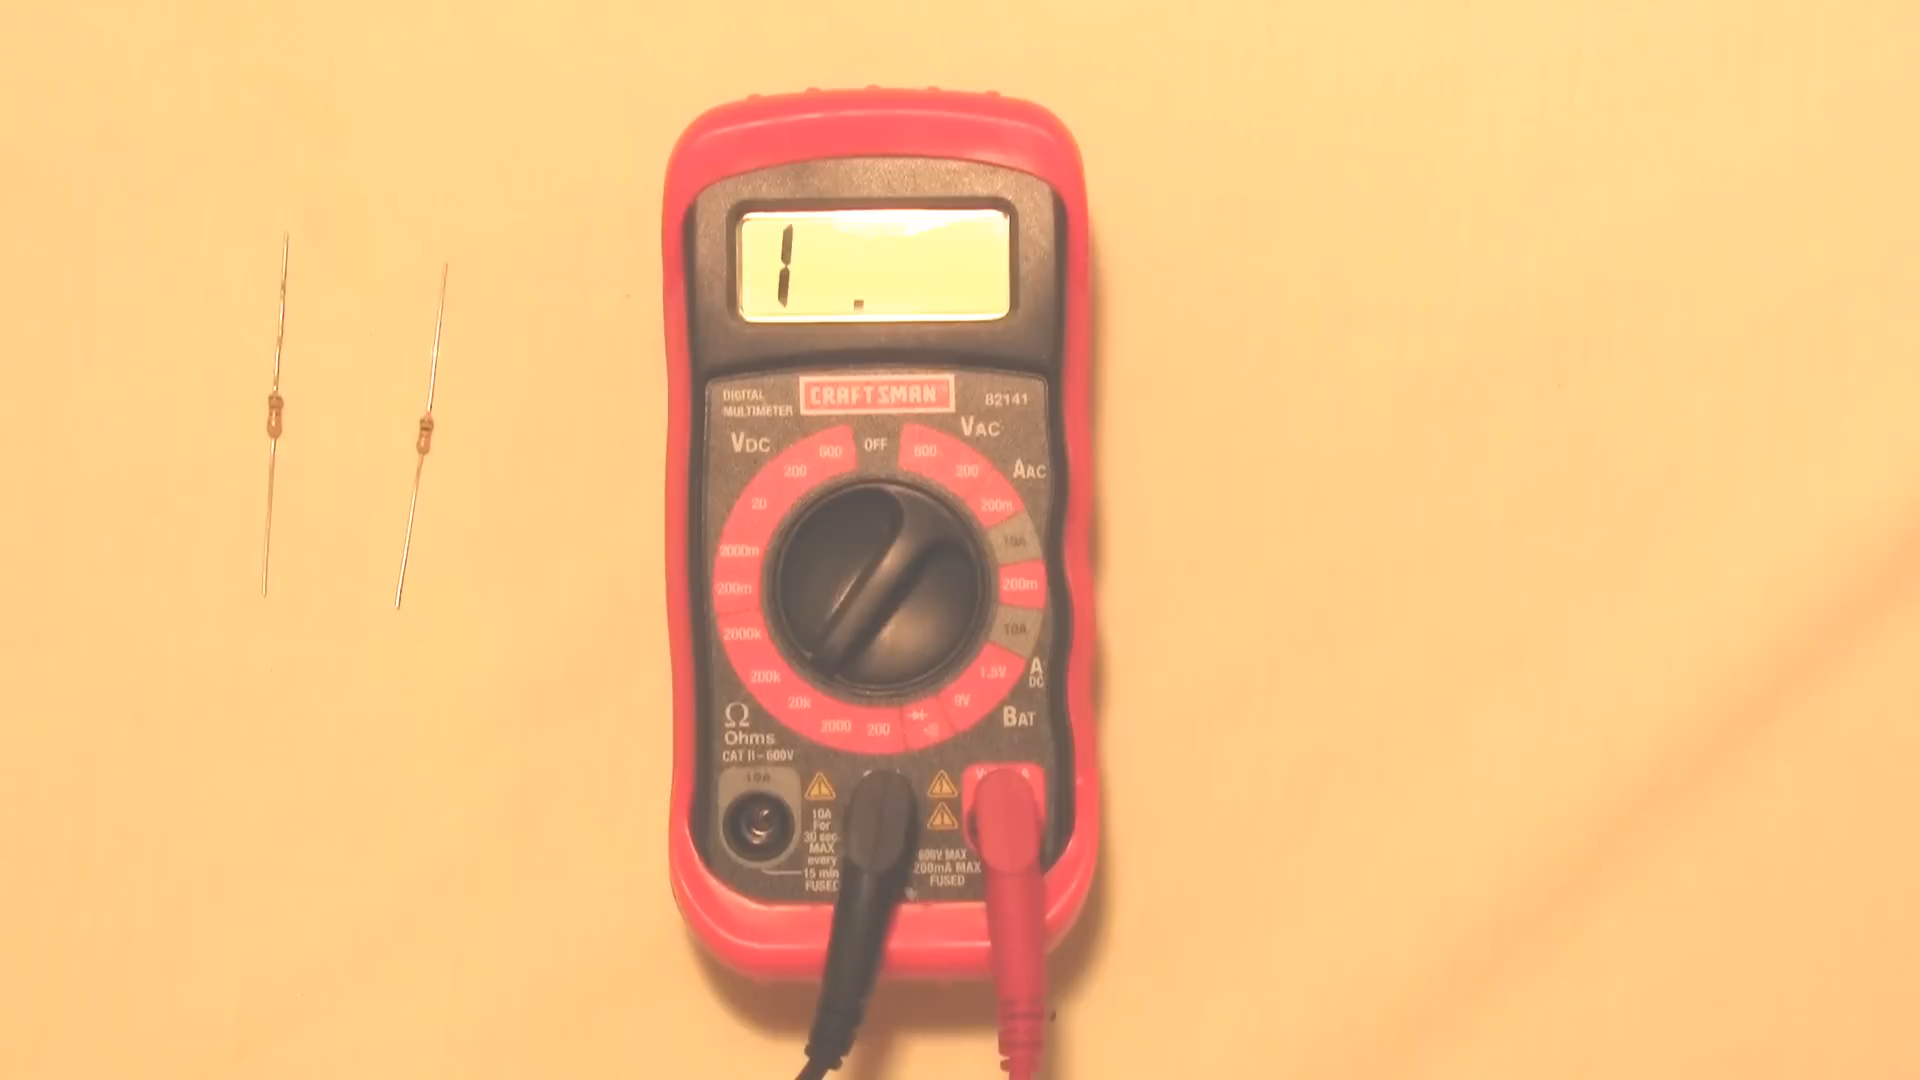 1 .
DIGITAL
MULTIMETER
CRAFTSMAN
82141
VDC
OFF
VAC
600
200
20
2000m
200m
2000k
200k
20k
2000
200
600
200
AAC
200m
10A
200m
10A
1.5V
9V
A
DC
BAT
Ω
Ohms
CAT II - 600V
10A
10A
For
30 sec
MAX
every
15 min
FUSED
600V MAX
200mA MAX
FUSED